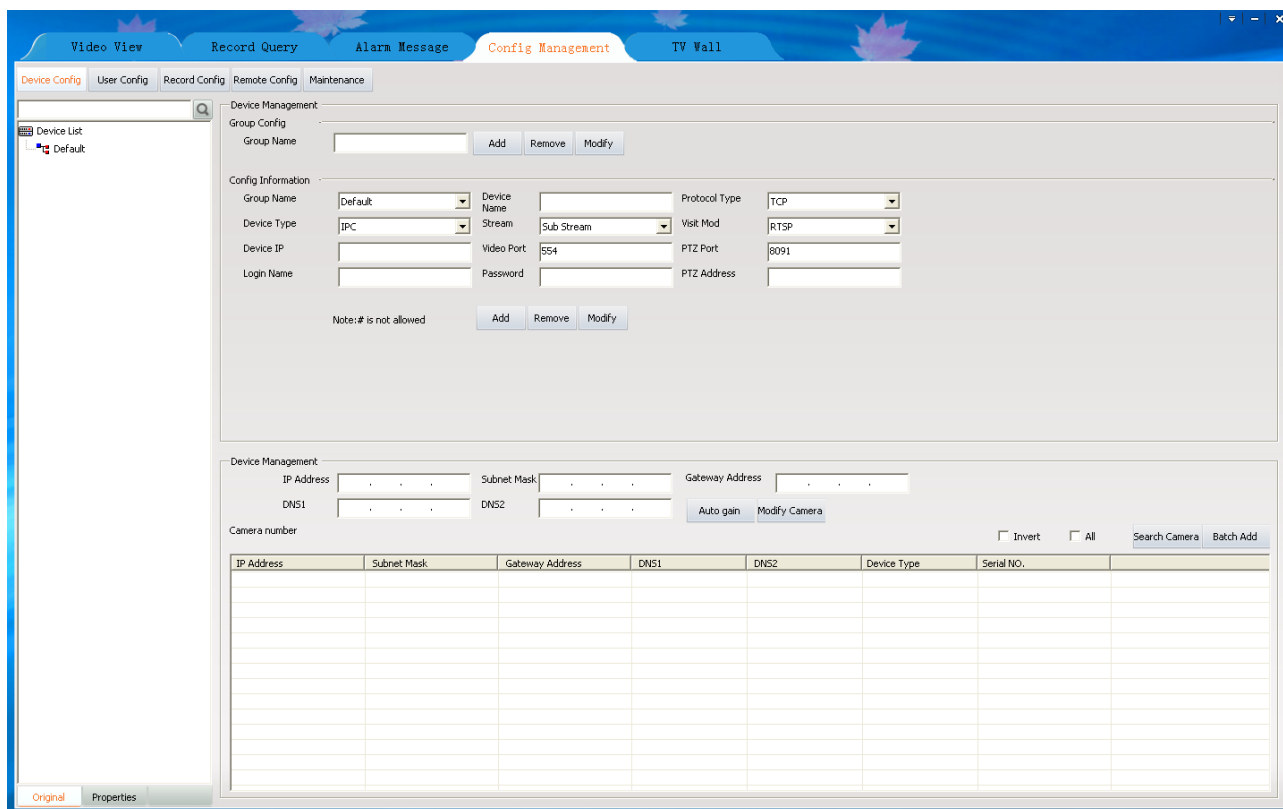 Video View Record Query Alarm Message Config Management TV Wall
Device Config User Config Record Config Remote Config Maintenance
Device Management
Device List
Default
Group Config
Group Name Add Remove Modify
Config Information
Group Name Default Device Name Protocol Type TCP
Device Type IPC Stream Sub Stream Visit Mod RTSP
Device IP Video Port 554 PTZ Port 8091
Login Name Password PTZ Address
Note:# is not allowed Add Remove Modify
Device Management
IP Address . . . Subnet Mask . . . Gateway Address . . .
DNS1 . . . DNS2 . . . Auto gain Modify Camera
Camera number Invert All Search Camera Batch Add
IP Address Subnet Mask Gateway Address DNS1 DNS2 Device Type Serial NO.
Original Properties